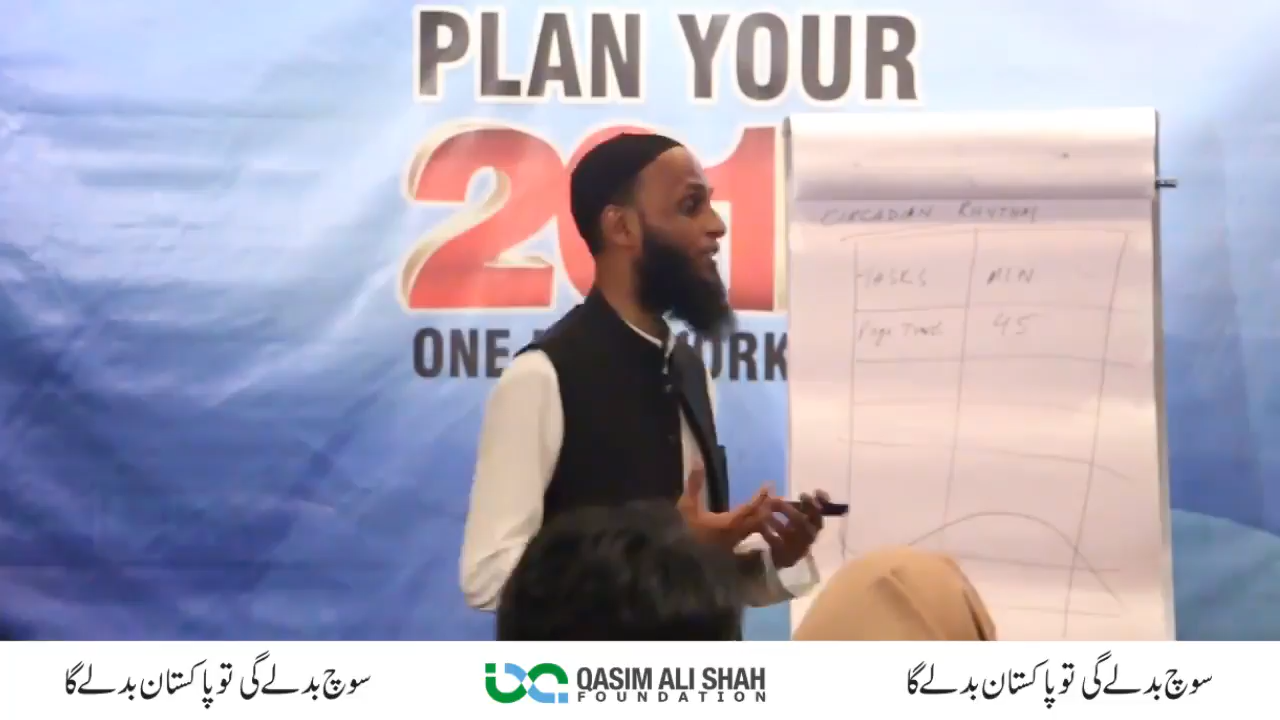 PLAN YOUR
201
ONE
CIRCADIAN RHYTHM
TASKS MIN
45
سوچ بدلے گی تو پاکستان بدلے گا
QASIM ALI SHAH
FOUNDATION
سوچ بدلے گی تو پاکستان بدلے گا